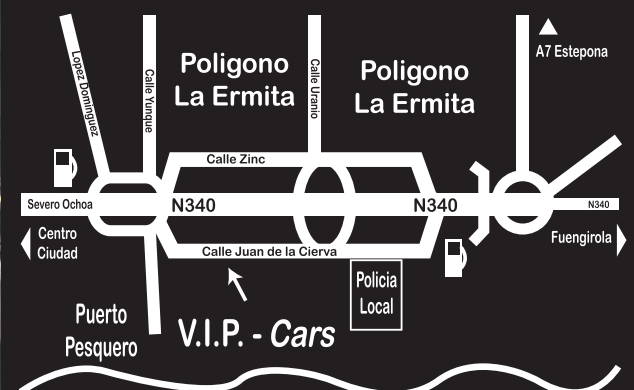 Lopez Dominguez
Calle Yunque
Poligono
La Ermita
Calle Uranio
Poligono
La Ermita
A7 Estepona
Calle Zinc
Severo Ochoa
N340
N340
N340
Centro
Ciudad
Fuengirola
Calle Juan de la Cierva
Policia
Local
Puerto
Pesquero
V.I.P. - Cars